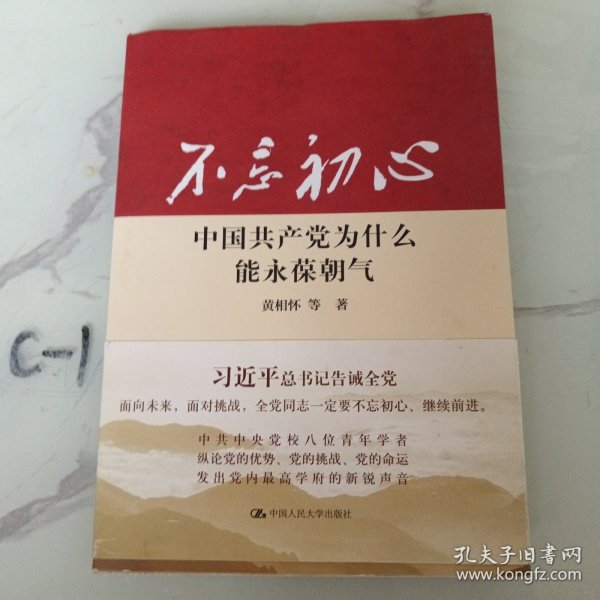 不忘初心
中国共产党为什么
能永葆朝气
黄相怀 等 著
C-1
习近平总书记告诫全党
面向未来，面对挑战，全党同志一定要不忘初心、继续前进。
中共中央党校八位青年学者
纵论党的优势、党的挑战、党的命运
发出党内最高学府的新锐声音
中国人民大学出版社
孔夫子旧书网
www.kongfz.com